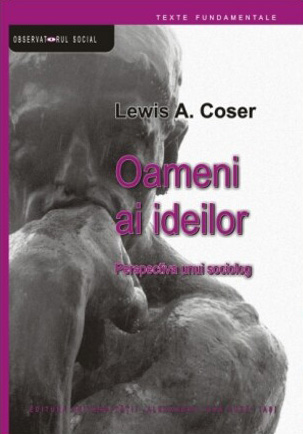 TEXTE FUNDAMENTALE
OBSERVATORUL SOCIAL
Lewis A. Coser
Oameni
ai ideilor
Perspectiva unui sociolog